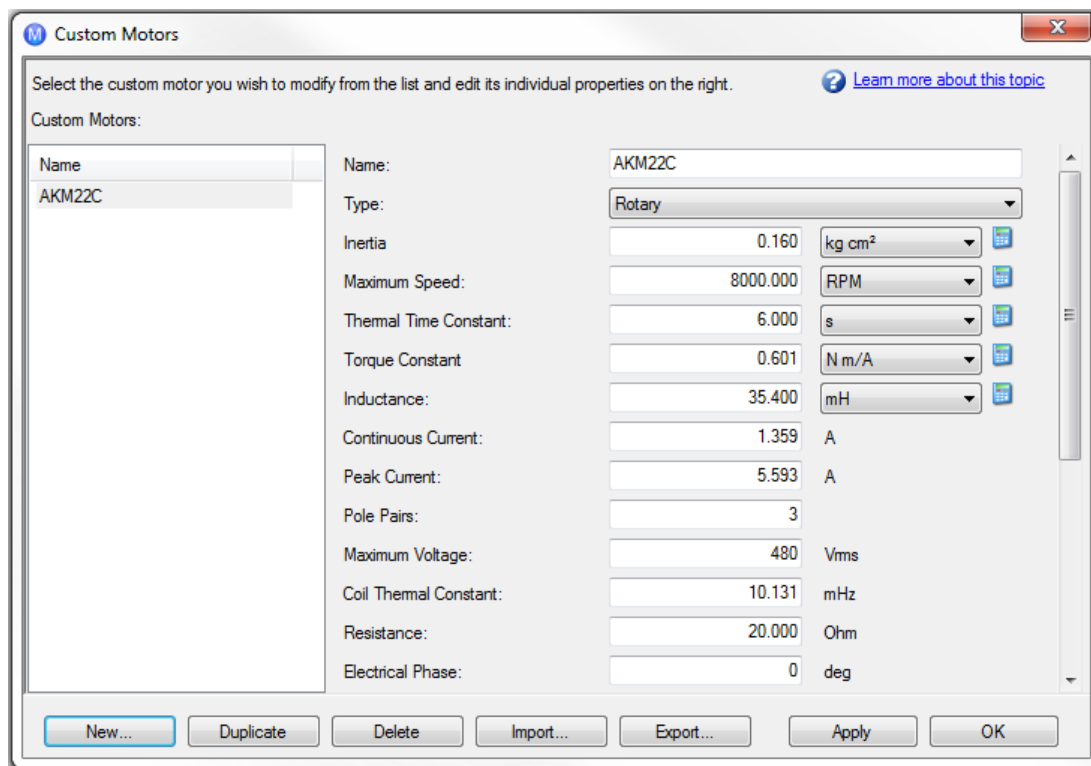 Custom Motors
Select the custom motor you wish to modify from the list and edit its individual properties on the right.
Learn more about this topic
Custom Motors:
Name
AKM22C
Name: AKM22C
Type: Rotary
Inertia 0.160 kg cm²
Maximum Speed: 8000.000 RPM
Thermal Time Constant: 6.000 s
Torque Constant 0.601 N m/A
Inductance: 35.400 mH
Continuous Current: 1.359 A
Peak Current: 5.593 A
Pole Pairs: 3
Maximum Voltage: 480 Vrms
Coil Thermal Constant: 10.131 mHz
Resistance: 20.000 Ohm
Electrical Phase: 0 deg
New... Duplicate Delete Import... Export... Apply OK